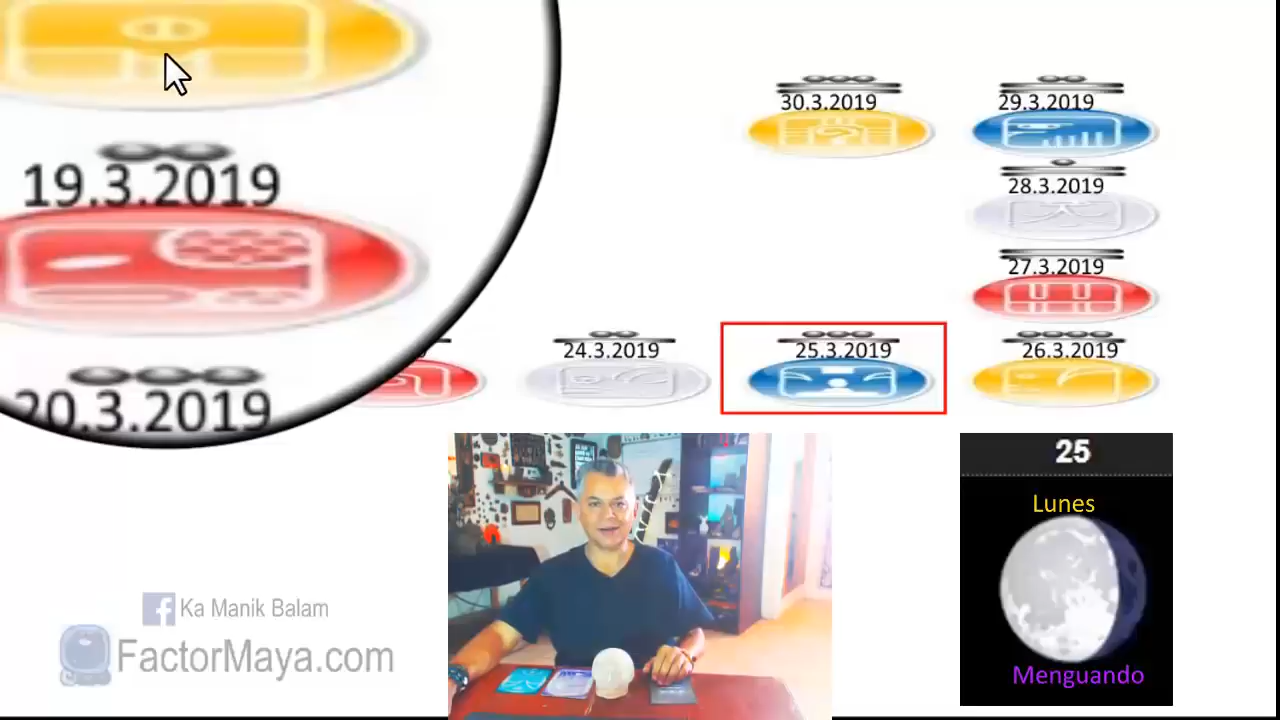 19.3.2019
20.3.2019
30.3.2019
29.3.2019
28.3.2019
27.3.2019
24.3.2019
25.3.2019
26.3.2019
25
Lunes
Menguando
Ka Manik Balam
FactorMaya.com